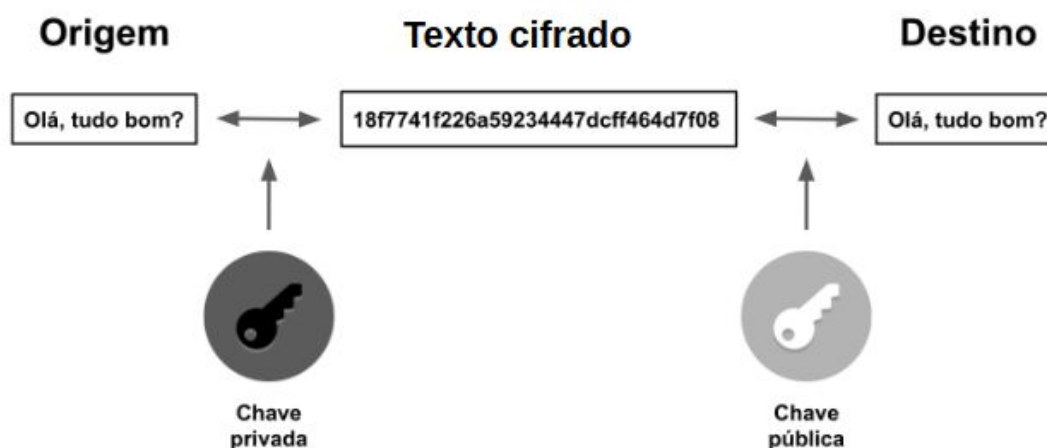 Origem
Texto cifrado
Destino
Olá, tudo bom?
18f7741f226a59234447dcff464d7f08
Olá, tudo bom?
Chave
privada
Chave
pública